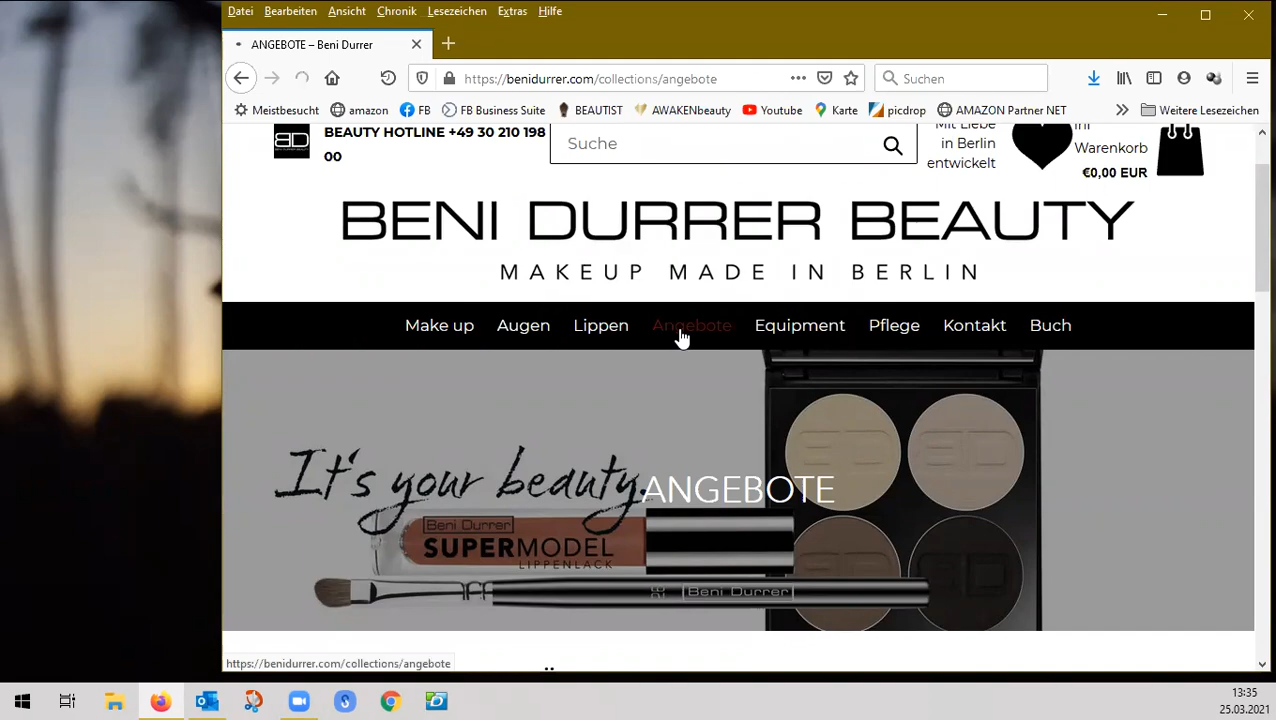 Datei Bearbeiten Ansicht Chronik Lesezeichen Extras Hilfe
ANGEBOTE – Beni Durrer
https://benidurrer.com/collections/angebote
Suchen
Meistbesucht amazon FB FB Business Suite BEAUTIST AWAKENbeauty Youtube Karte picdrop AMAZON Partner NET Weitere Lesezeichen
BD
BEAUTY HOTLINE +49 30 210 198
00
Suche
Mit Liebe
in Berlin
entwickelt
Ihr
Warenkorb
€0,00 EUR
BENI DURRER BEAUTY
MAKEUP MADE IN BERLIN
Make up Augen Lippen Angebote Equipment Pflege Kontakt Buch
It's your beauty.
ANGEBOTE
Beni Durrer
SUPERMODEL
LIPPENLACK
Beni Durrer
https://benidurrer.com/collections/angebote
13:35
25.03.2021